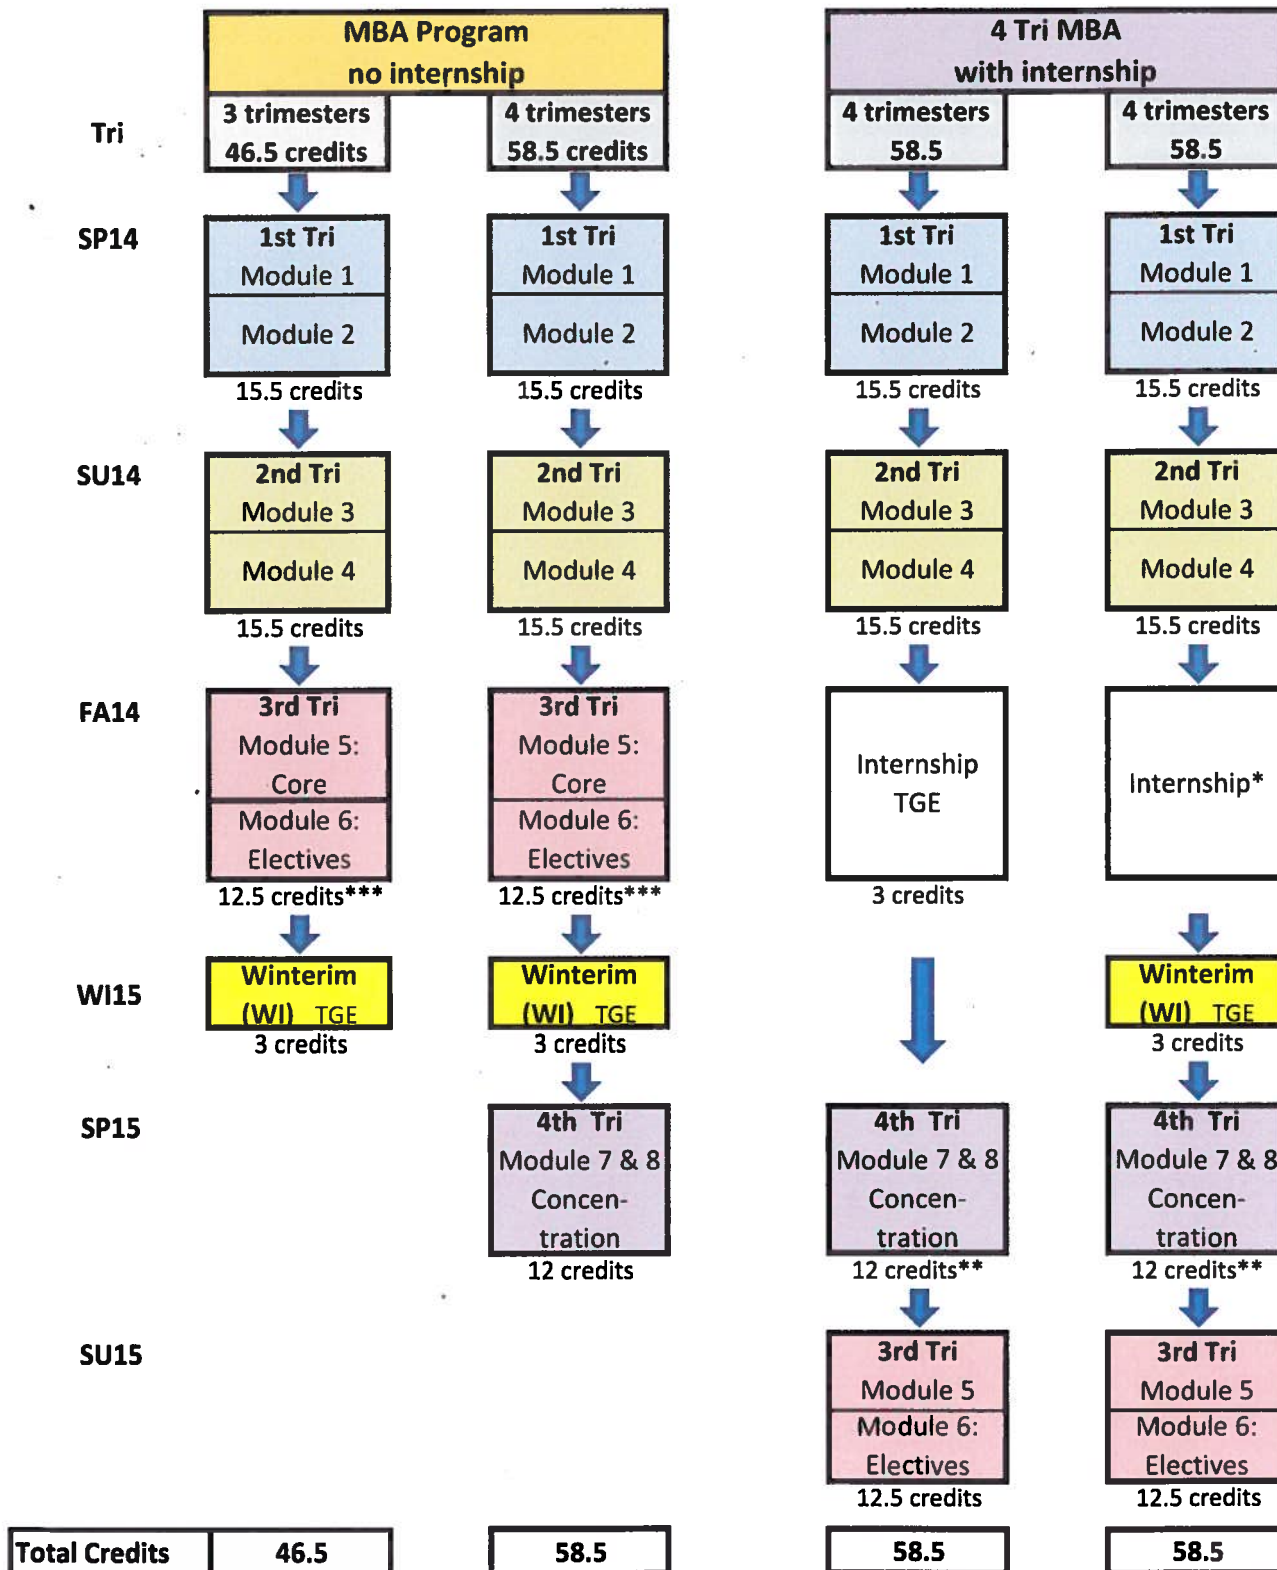 MBA Program
no internship
4 Tri MBA
with internship
Tri
3 trimesters
46.5 credits
4 trimesters
58.5 credits
4 trimesters
58.5
4 trimesters
58.5
SP14
1st Tri
Module 1
Module 2
15.5 credits
1st Tri
Module 1
Module 2
15.5 credits
1st Tri
Module 1
Module 2
15.5 credits
1st Tri
Module 1
Module 2
15.5 credits
SU14
2nd Tri
Module 3
Module 4
15.5 credits
2nd Tri
Module 3
Module 4
15.5 credits
2nd Tri
Module 3
Module 4
15.5 credits
2nd Tri
Module 3
Module 4
15.5 credits
FA14
3rd Tri
Module 5:
Core
Module 6:
Electives
12.5 credits***
3rd Tri
Module 5:
Core
Module 6:
Electives
12.5 credits***
Internship
TGE
3 credits
Internship*
WI15
Winterim
(WI) TGE
3 credits
Winterim
(WI) TGE
3 credits
Winterim
(WI) TGE
3 credits
SP15
4th Tri
Module 7 & 8
Concen-
tration
12 credits
4th Tri
Module 7 & 8
Concen-
tration
12 credits**
4th Tri
Module 7 & 8
Concen-
tration
12 credits**
SU15
3rd Tri
Module 5
Module 6:
Electives
12.5 credits
3rd Tri
Module 5
Module 6:
Electives
12.5 credits
Total Credits 46.5 58.5 58.5 58.5